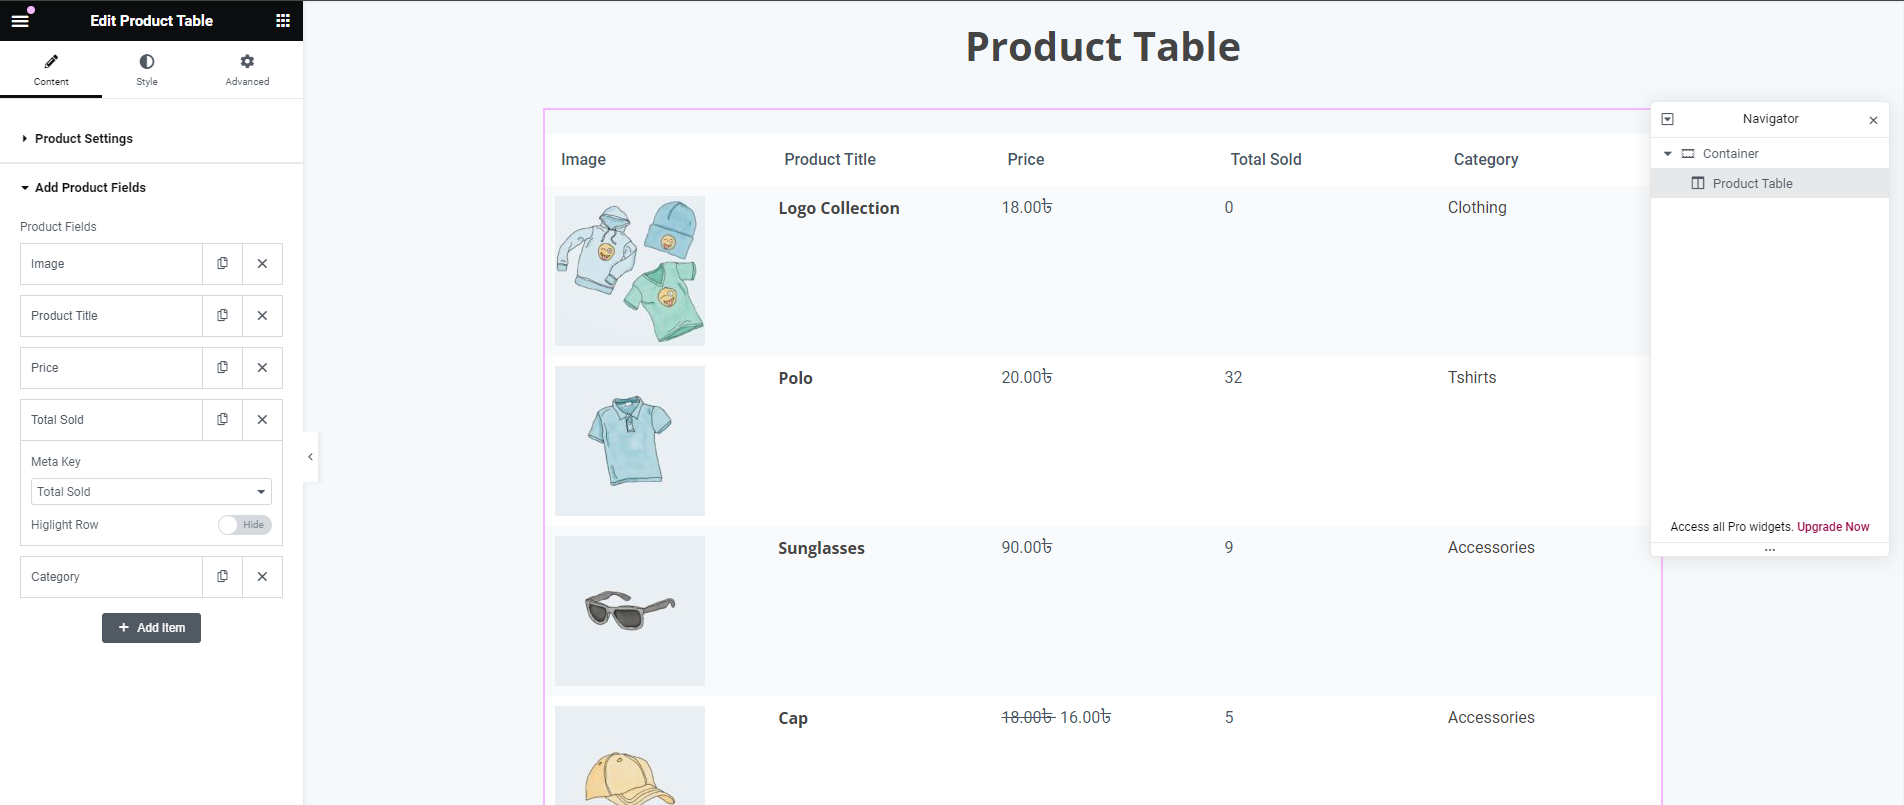 Edit Product Table
Content
Style
Advanced
Product Settings
Add Product Fields
Product Fields
Image
Product Title
Price
Total Sold
Meta Key
Total Sold
Higlight Row
Hide
Category
+ Add Item
Product Table
Image Product Title Price Total Sold Category
Logo Collection 18.00৳ 0 Clothing
Polo 20.00৳ 32 Tshirts
Sunglasses 90.00৳ 9 Accessories
Cap 18.00৳ 16.00৳ 5 Accessories
Navigator
Container
Product Table
Access all Pro widgets. Upgrade Now